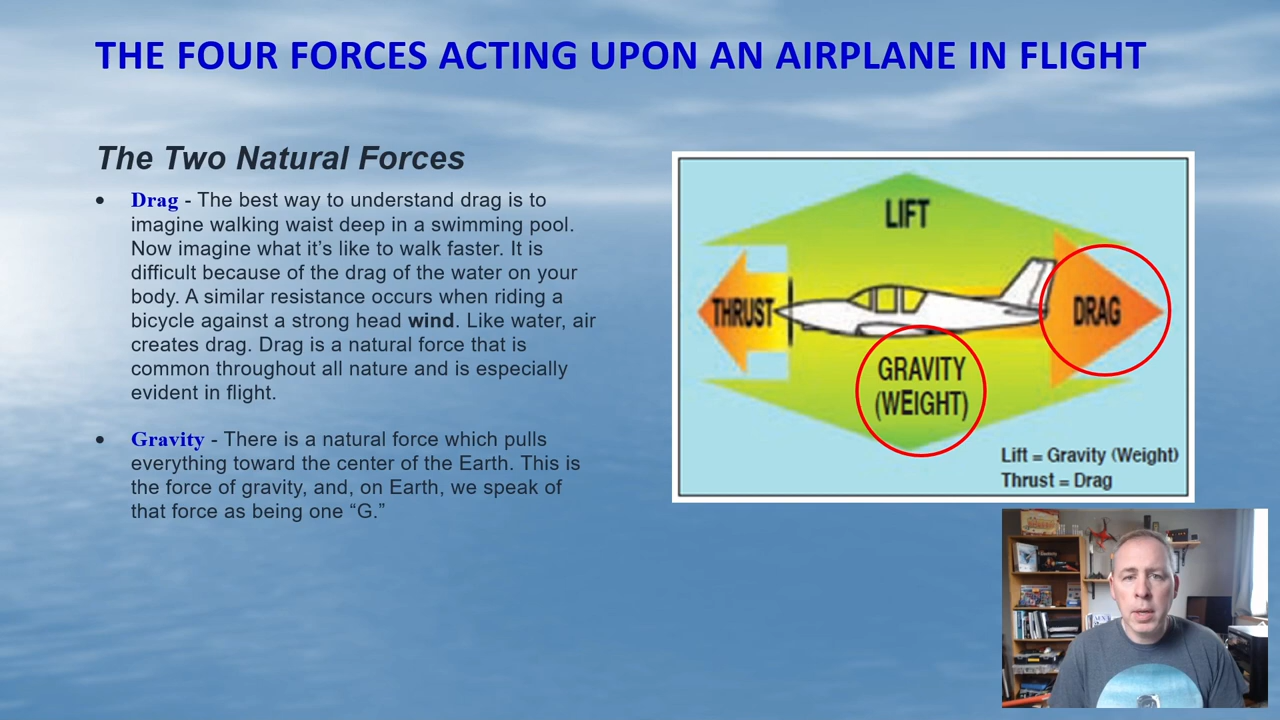 THE FOUR FORCES ACTING UPON AN AIRPLANE IN FLIGHT
The Two Natural Forces
• Drag - The best way to understand drag is to
imagine walking waist deep in a swimming pool.
Now imagine what it’s like to walk faster. It is
difficult because of the drag of the water on your
body. A similar resistance occurs when riding a
bicycle against a strong head wind. Like water, air
creates drag. Drag is a natural force that is
common throughout all nature and is especially
evident in flight.
• Gravity - There is a natural force which pulls
everything toward the center of the Earth. This is
the force of gravity, and, on Earth, we speak of
that force as being one “G.”
LIFT
THRUST
DRAG
GRAVITY
(WEIGHT)
Lift = Gravity (Weight)
Thrust = Drag